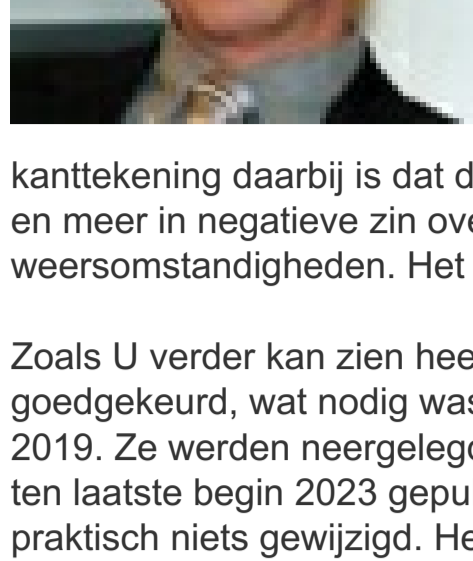 kanttekening daarbij is dat d
en meer in negatieve zin ove
weersomstandigheden. Het
Zoals U verder kan zien hee
goedgekeurd, wat nodig was
2019. Ze werden neergelegd
ten laatste begin 2023 gepu
praktisch niets gewijzigd. He